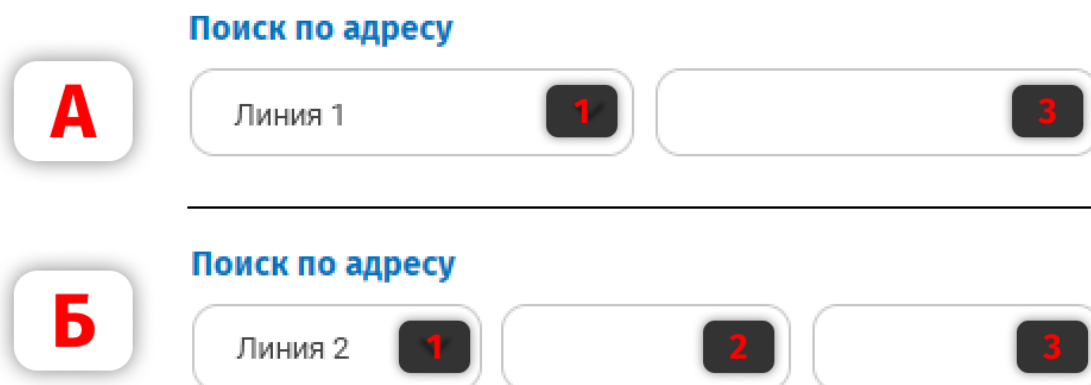 Поиск по адресу
А
Линия 1 1 3
Поиск по адресу
Б
Линия 2 1 2 3